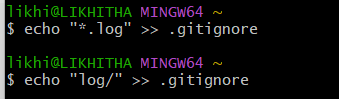 likhi@LIKHITHA MINGW64 ~
$ echo "*.log" >> .gitignore
likhi@LIKHITHA MINGW64 ~
$ echo "log/" >> .gitignore